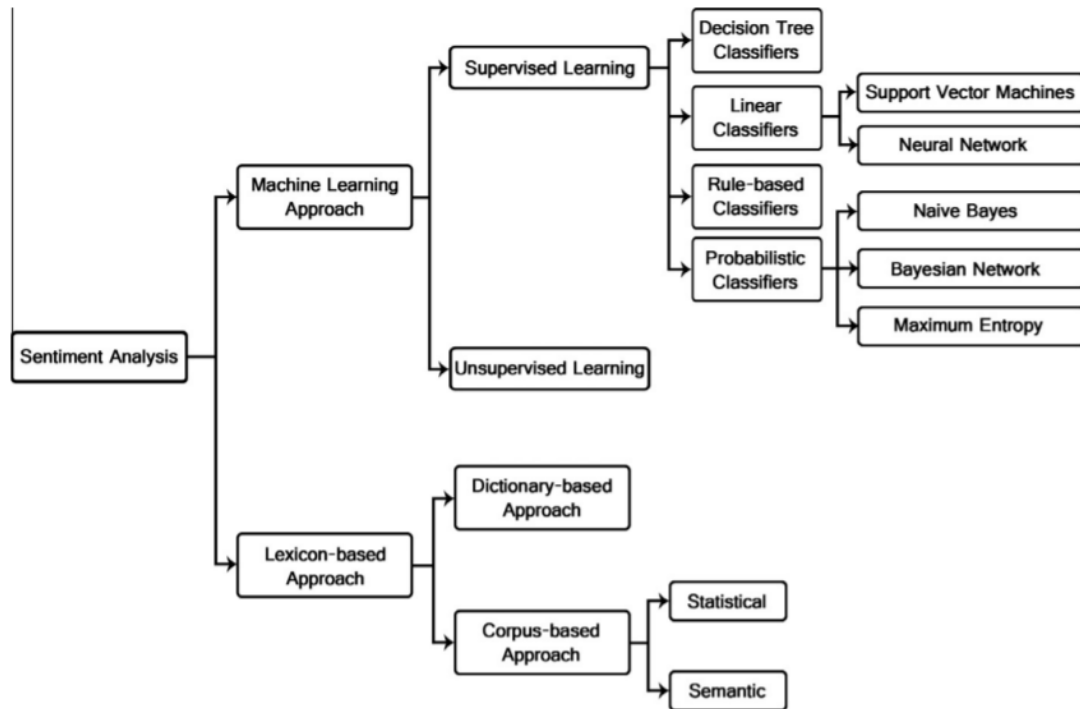 Decision Tree
Classifiers
Supervised Learning
Linear
Classifiers
Support Vector Machines
Neural Network
Machine Learning
Approach
Rule-based
Classifiers
Naive Bayes
Probabilistic
Classifiers
Bayesian Network
Maximum Entropy
Sentiment Analysis
Unsupervised Learning
Dictionary-based
Approach
Lexicon-based
Approach
Statistical
Corpus-based
Approach
Semantic